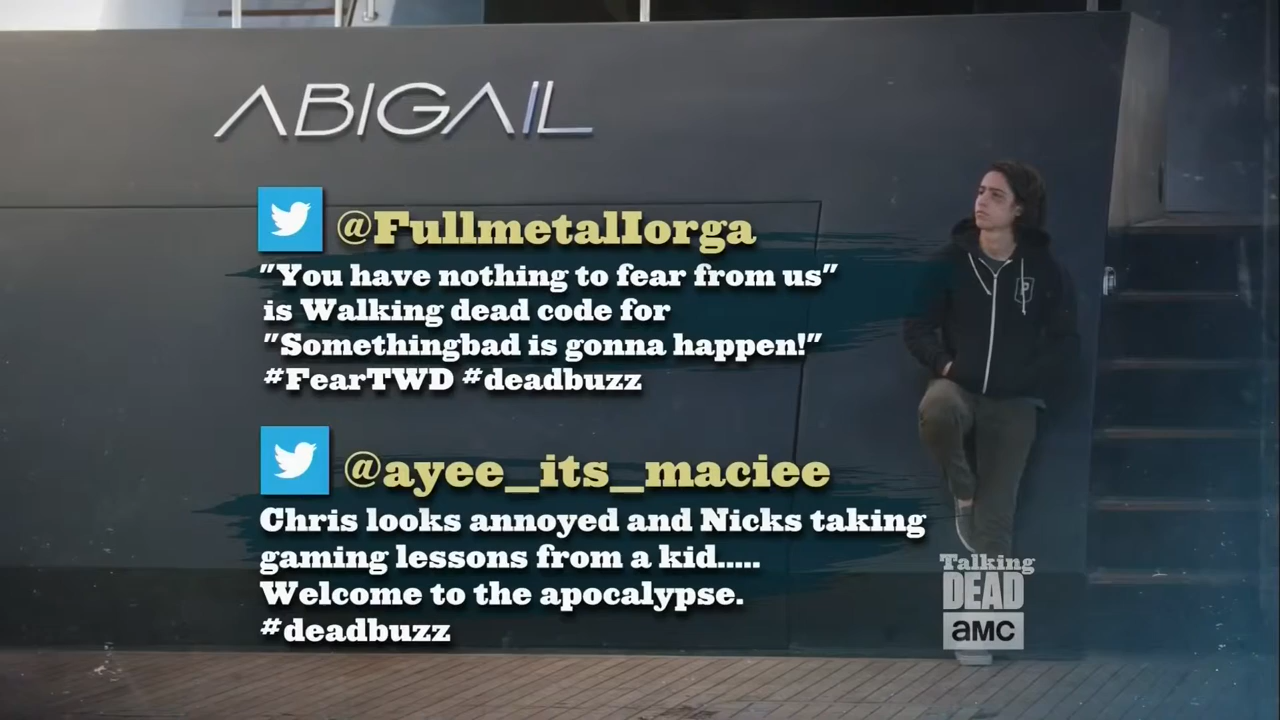 ABIGAIL
@FullmetalIorga
"You have nothing to fear from us"
is Walking dead code for
"Somethingbad is gonna happen!"
#FearTWD #deadbuzz
@ayee_its_maciee
Chris looks annoyed and Nicks taking
gaming lessons from a kid.....
Welcome to the apocalypse.
#deadbuzz
Talking
DEAD
aMC